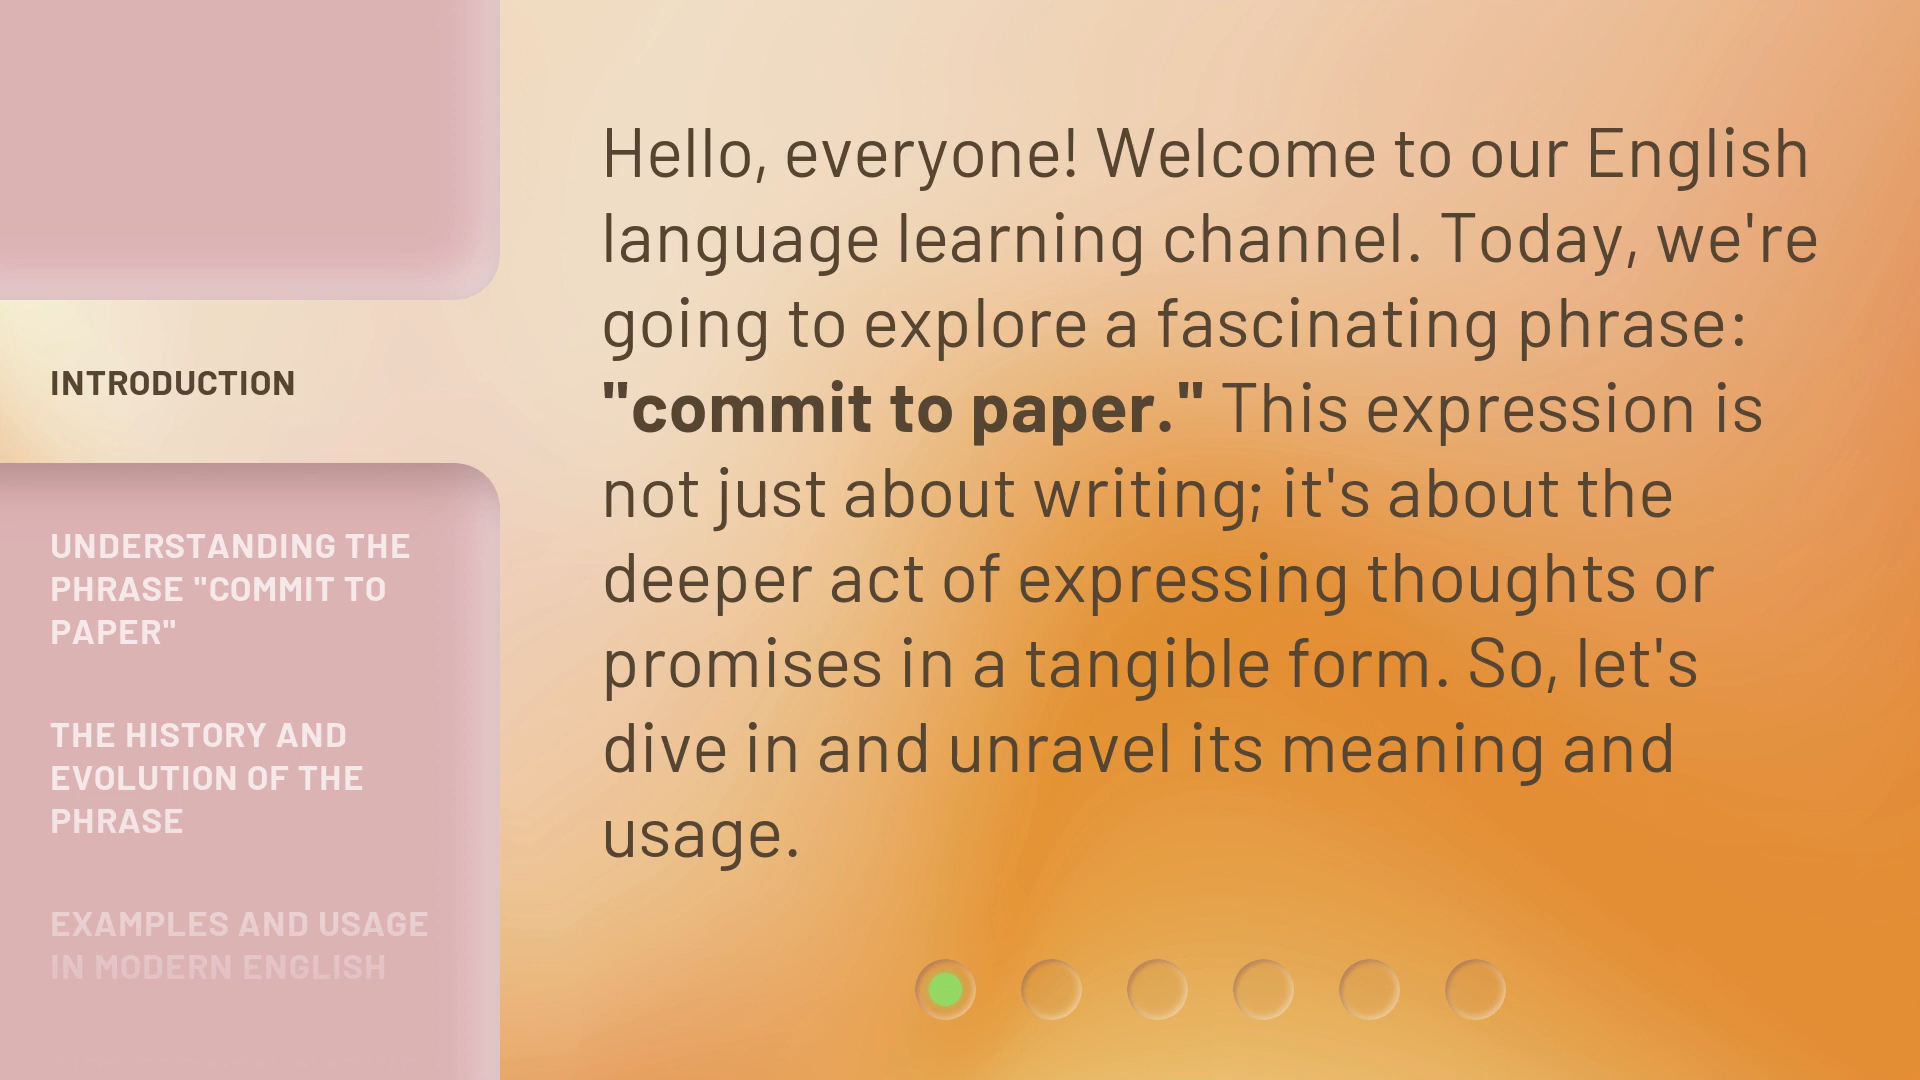 INTRODUCTION
UNDERSTANDING THE
PHRASE "COMMIT TO
PAPER"
THE HISTORY AND
EVOLUTION OF THE
PHRASE
EXAMPLES AND USAGE
IN MODERN ENGLISH
Hello, everyone! Welcome to our English
language learning channel. Today, we're
going to explore a fascinating phrase:
"commit to paper." This expression is
not just about writing; it's about the
deeper act of expressing thoughts or
promises in a tangible form. So, let's
dive in and unravel its meaning and
usage.